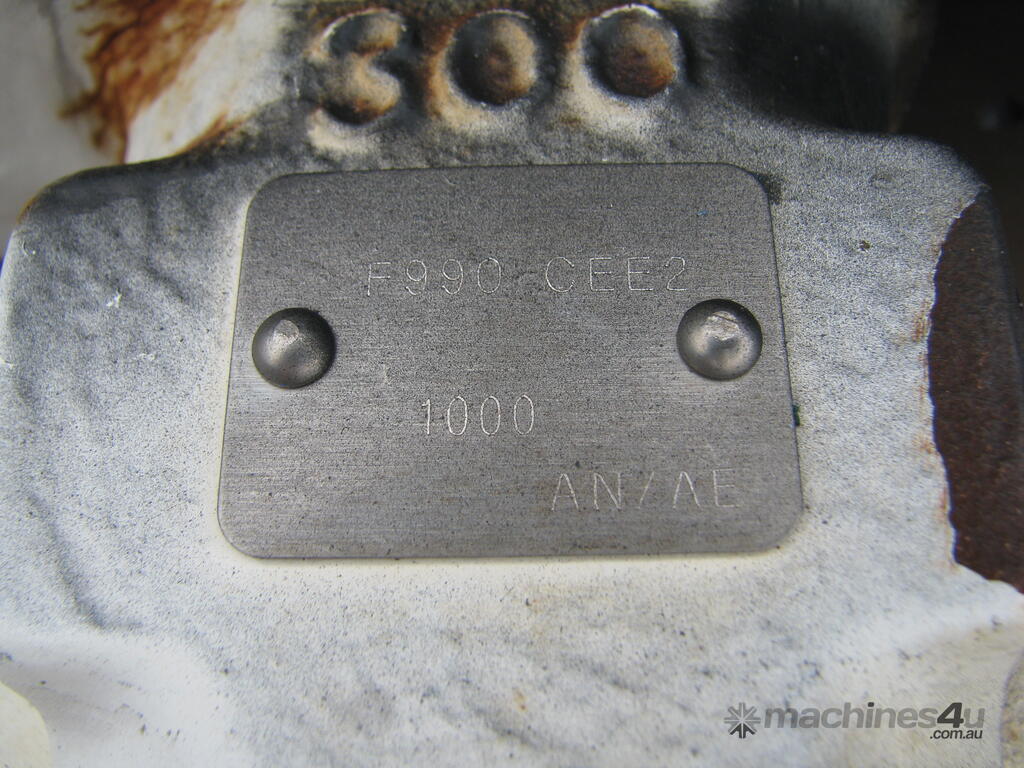 300
F990 CEE2
1000
AN/AE
machines4u
.com.au